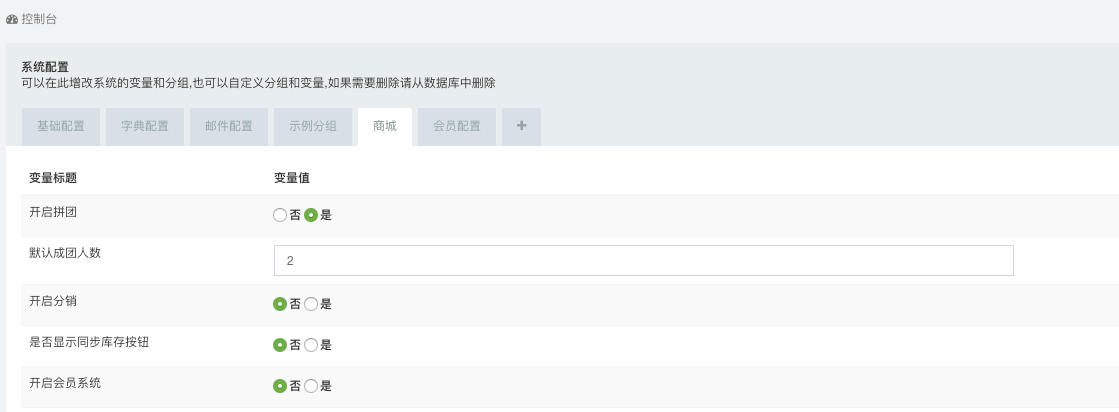 控制台
系统配置
可以在此增改系统的变量和分组,也可以自定义分组和变量,如果需要删除请从数据库中删除
基础配置 字典配置 邮件配置 示例分组 商城 会员配置 +
变量标题 变量值
开启拼团 否 是
默认成团人数 2
开启分销 否 是
是否显示同步库存按钮 否 是
开启会员系统 否 是